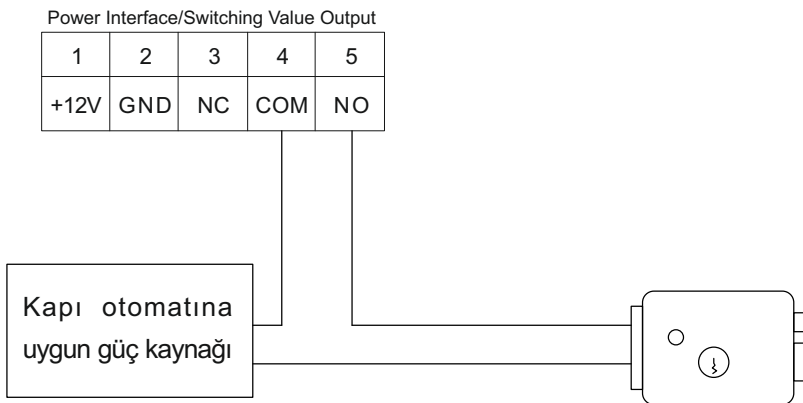 Power Interface/Switching Value Output
1 2 3 4 5
+12V GND NC COM NO
Kapı otomatına
uygun güç kaynağı